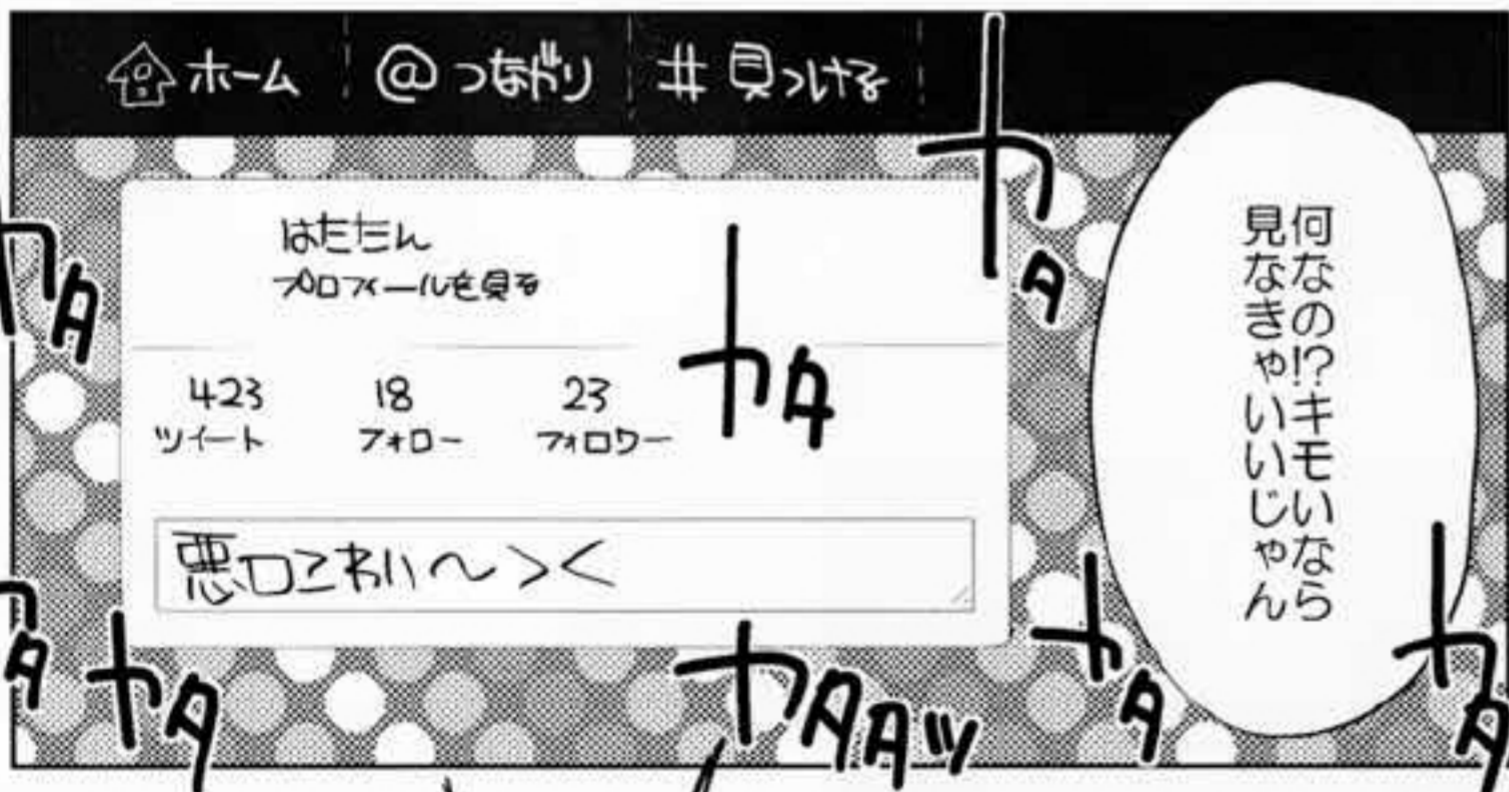 ホーム
@つながり
#見つける
何なの!?キモいなら
見なきゃいいじゃん
はたたん
プロフィールを見る
423
ツイート
18
フォロー
23
フォロワー
悪口こわい〜><
カタ
カタ
カタ
カタ
カタ
カタタッ
カタ
カタ